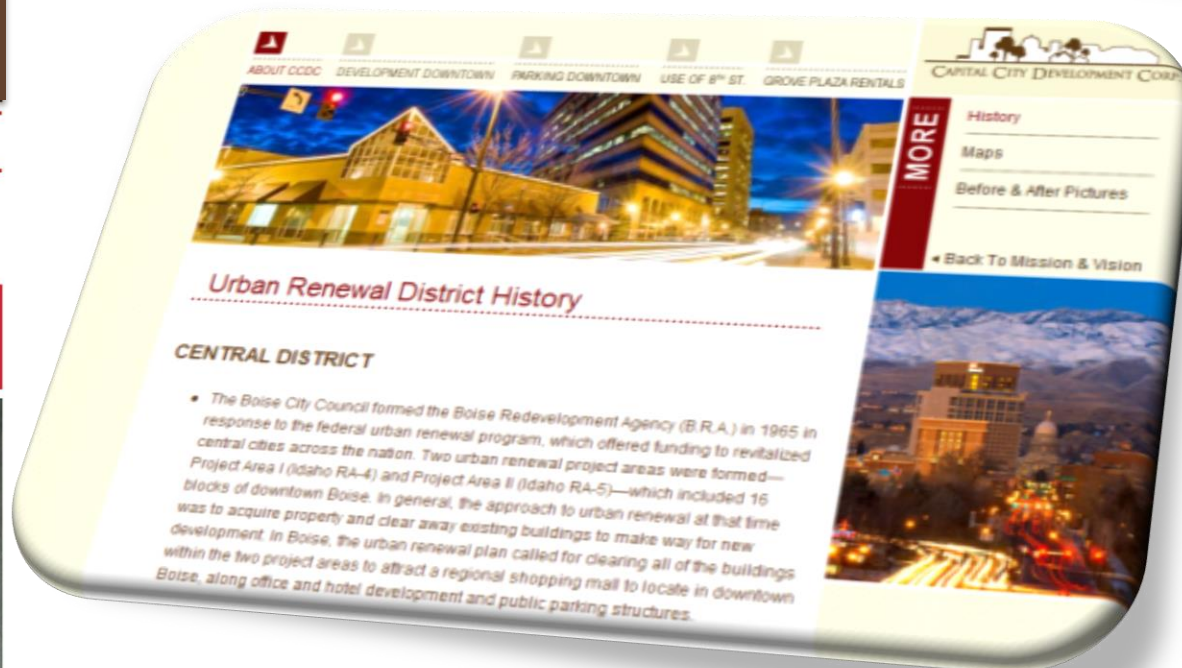 ABOUT CCDC
DEVELOPMENT DOWNTOWN
PARKING DOWNTOWN
USE OF 8TH ST.
GROVE PLAZA RENTALS
CAPITAL CITY DEVELOPMENT CORP
MORE
History
Maps
Before & After Pictures
◂ Back To Mission & Vision
Urban Renewal District History
CENTRAL DISTRICT
• The Boise City Council formed the Boise Redevelopment Agency (B.R.A.) in 1965 in
response to the federal urban renewal program, which offered funding to revitalized
central cities across the nation. Two urban renewal project areas were formed—
Project Area I (Idaho RA-4) and Project Area II (Idaho RA-5)—which included 16
blocks of downtown Boise. In general, the approach to urban renewal at that time
was to acquire property and clear away existing buildings to make way for new
development. In Boise, the urban renewal plan called for clearing all of the buildings
within the two project areas to attract a regional shopping mall to locate in downtown
Boise, along office and hotel development and public parking structures.